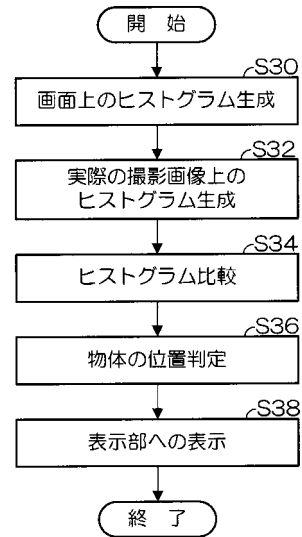 開 始
S30
画面上のヒストグラム生成
S32
実際の撮影画像上の
ヒストグラム生成
S34
ヒストグラム比較
S36
物体の位置判定
S38
表示部への表示
終 了